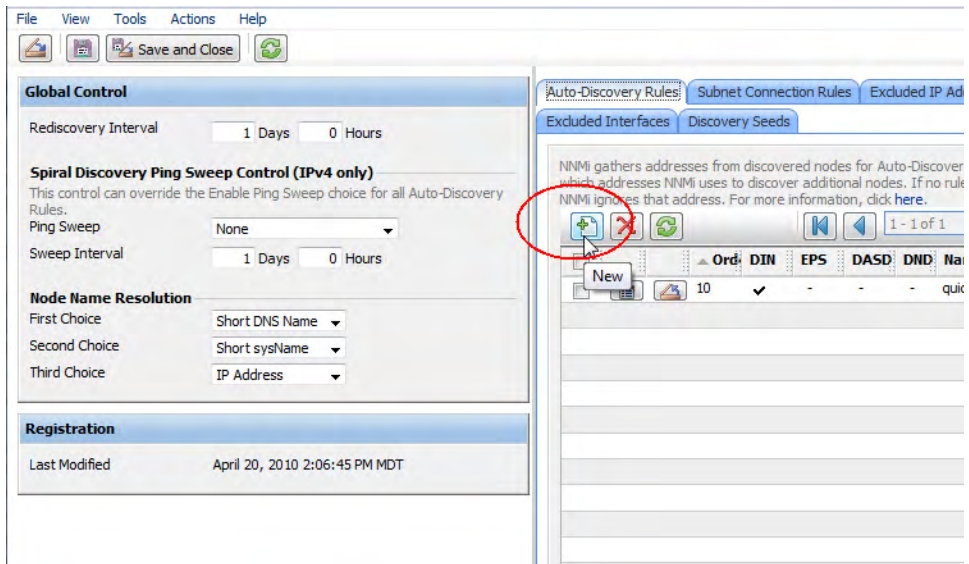 File View Tools Actions Help
Save and Close
Global Control
Rediscovery Interval 1 Days 0 Hours
Spiral Discovery Ping Sweep Control (IPv4 only)
This control can override the Enable Ping Sweep choice for all Auto-Discovery
Rules.
Ping Sweep None
Sweep Interval 1 Days 0 Hours
Node Name Resolution
First Choice Short DNS Name
Second Choice Short sysName
Third Choice IP Address
Registration
Last Modified April 20, 2010 2:06:45 PM MDT
Auto-Discovery Rules Subnet Connection Rules Excluded IP Ad
Excluded Interfaces Discovery Seeds
NNMi gathers addresses from discovered nodes for Auto-Discover
which addresses NNMi uses to discover additional nodes. If no rule
NNMi ignores that address. For more information, click here.
1 - 1 of 1
Ord DIN EPS DASD DND Na
New
10 - - - quic